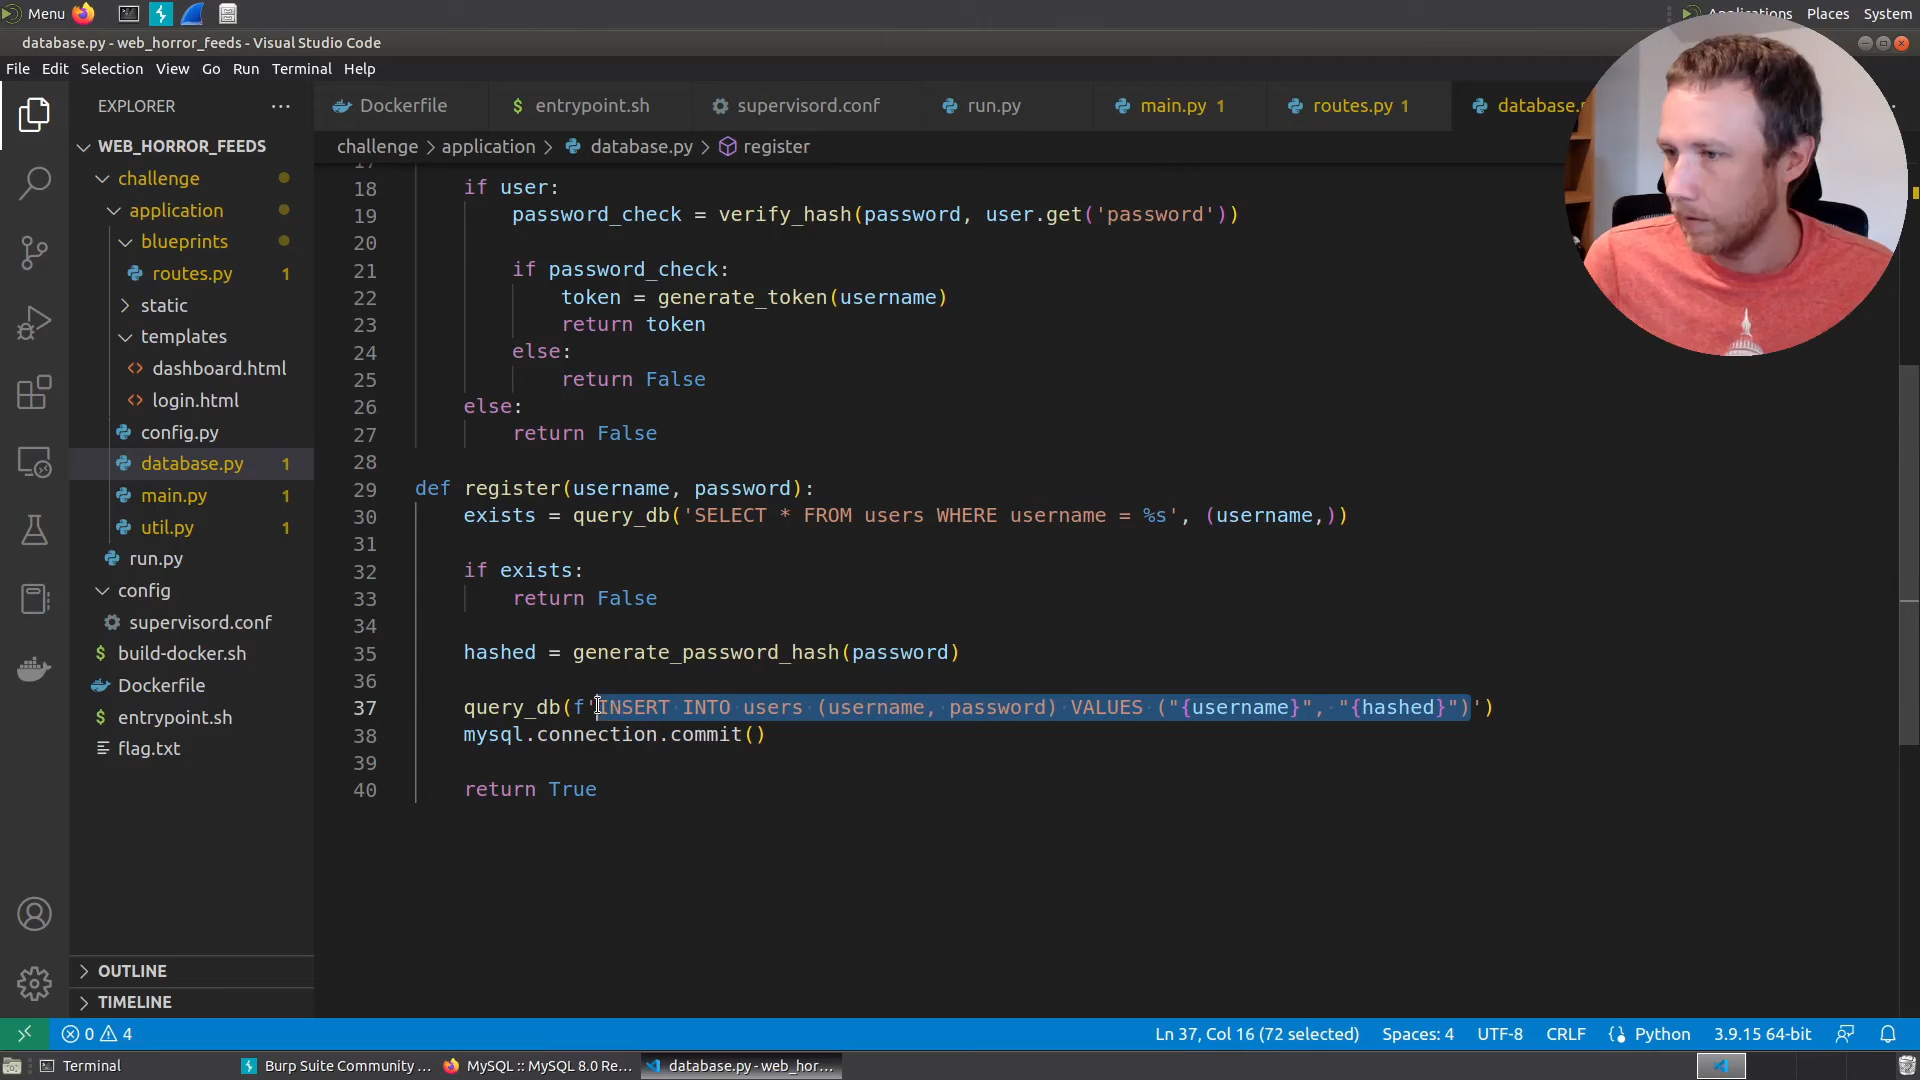 Menu
Applications Places System
database.py - web_horror_feeds - Visual Studio Code
File Edit Selection View Go Run Terminal Help
EXPLORER
Dockerfile
$ entrypoint.sh
supervisord.conf
run.py
main.py 1
routes.py 1
database.
WEB_HORROR_FEEDS
challenge > application > database.py > register
challenge
application
blueprints
routes.py 1
static
templates
dashboard.html
login.html
config.py
database.py 1
main.py 1
util.py 1
run.py
config
supervisord.conf
$ build-docker.sh
Dockerfile
$ entrypoint.sh
flag.txt
OUTLINE
TIMELINE
17
18 if user:
19 password_check = verify_hash(password, user.get('password'))
20
21 if password_check:
22 token = generate_token(username)
23 return token
24 else:
25 return False
26 else:
27 return False
28
29 def register(username, password):
30 exists = query_db('SELECT * FROM users WHERE username = %s', (username,))
31
32 if exists:
33 return False
34
35 hashed = generate_password_hash(password)
36
37 query_db(f'INSERT INTO users (username, password) VALUES ("{username}", "{hashed}")')
38 mysql.connection.commit()
39
40 return True
0 4
Ln 37, Col 16 (72 selected) Spaces: 4 UTF-8 CRLF Python 3.9.15 64-bit
Terminal
Burp Suite Community ...
MySQL :: MySQL 8.0 Re...
database.py - web_hor...